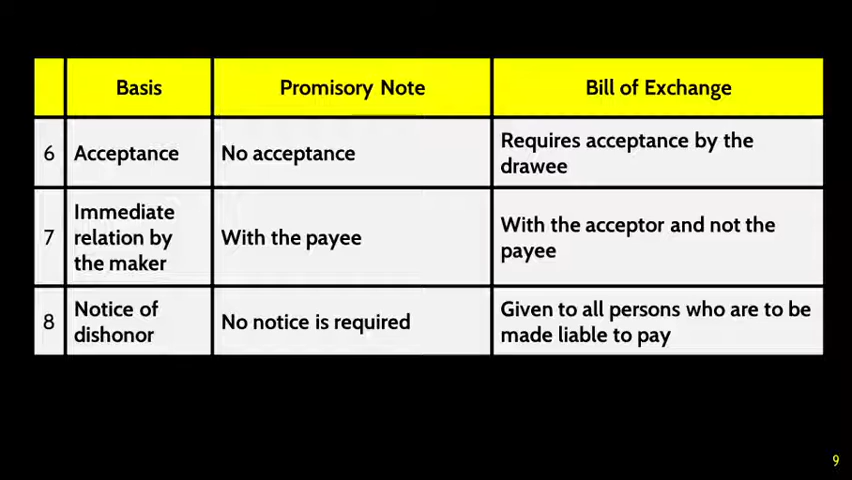 Basis Promisory Note Bill of Exchange
6 Acceptance No acceptance Requires acceptance by the
drawee
7 Immediate
relation by
the maker With the payee With the acceptor and not the
payee
8 Notice of
dishonor No notice is required Given to all persons who are to be
made liable to pay
9